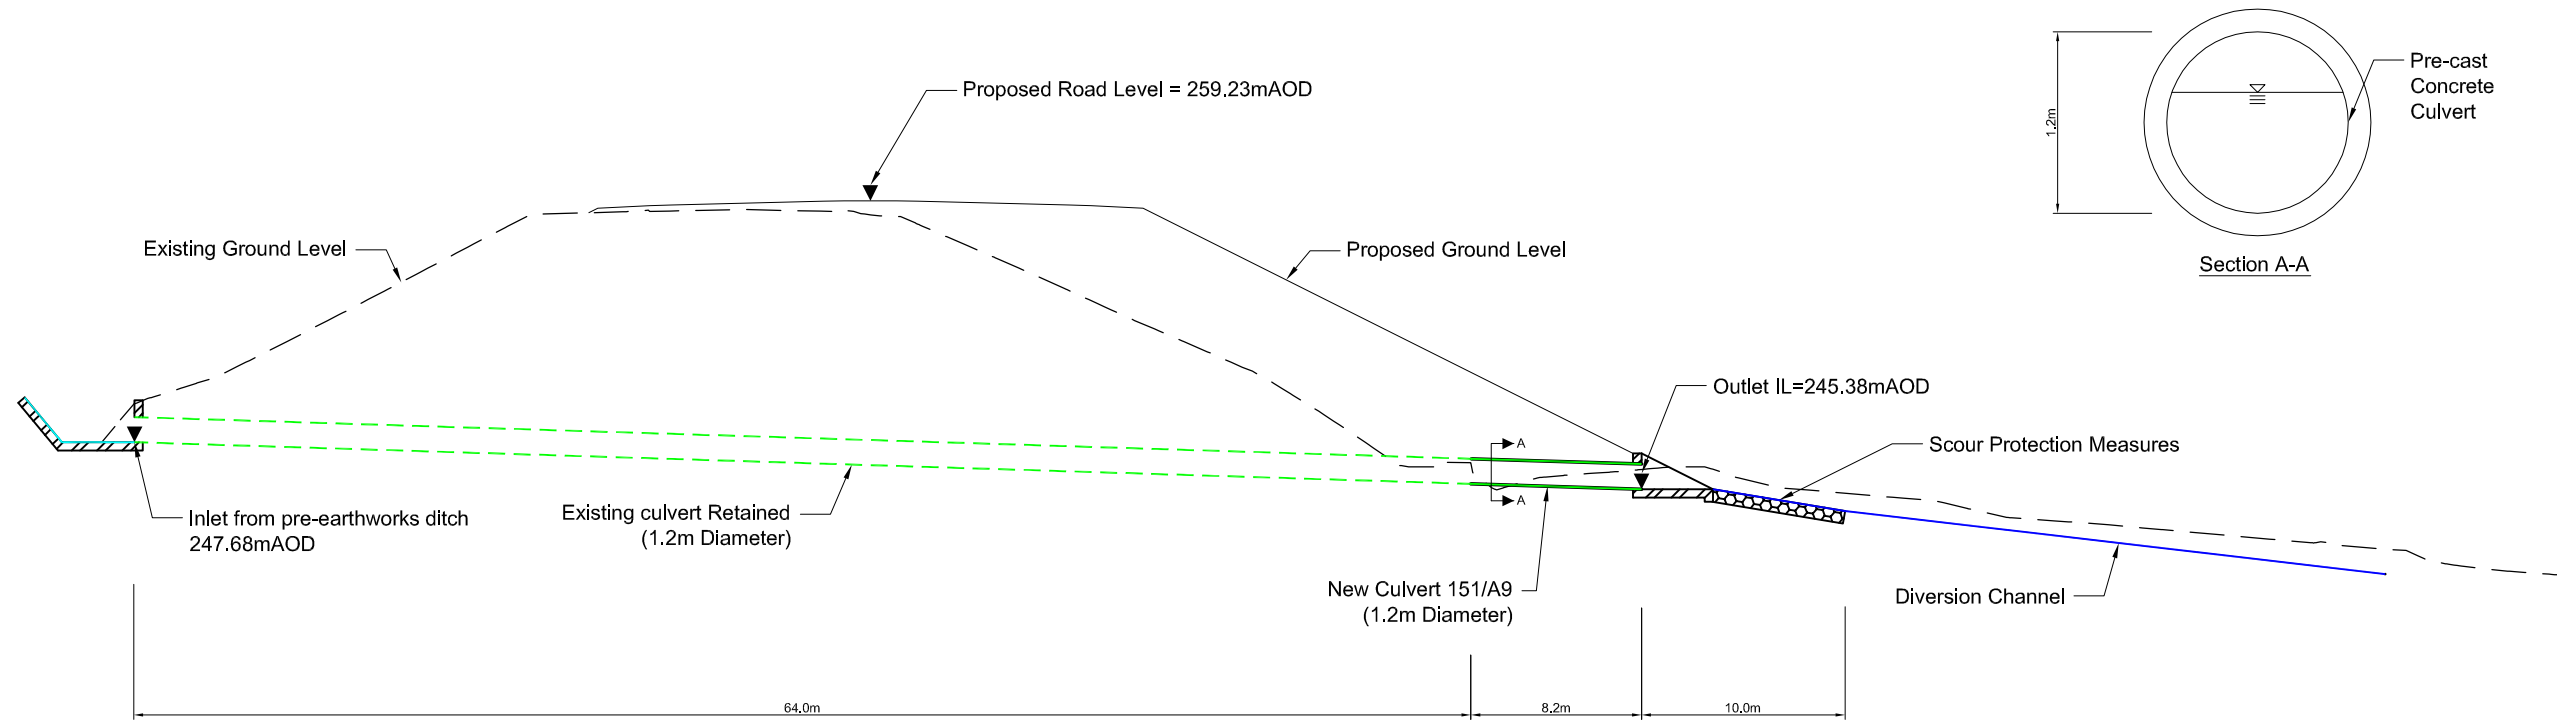 Proposed Road Level = 259.23mAOD
1.2m
Pre-cast
Concrete
Culvert
Section A-A
Existing Ground Level
Proposed Ground Level
Outlet IL=245.38mAOD
Scour Protection Measures
A
A
Inlet from pre-earthworks ditch
247.68mAOD
Existing culvert Retained
(1.2m Diameter)
New Culvert 151/A9
(1.2m Diameter)
Diversion Channel
64.0m
8.2m
10.0m